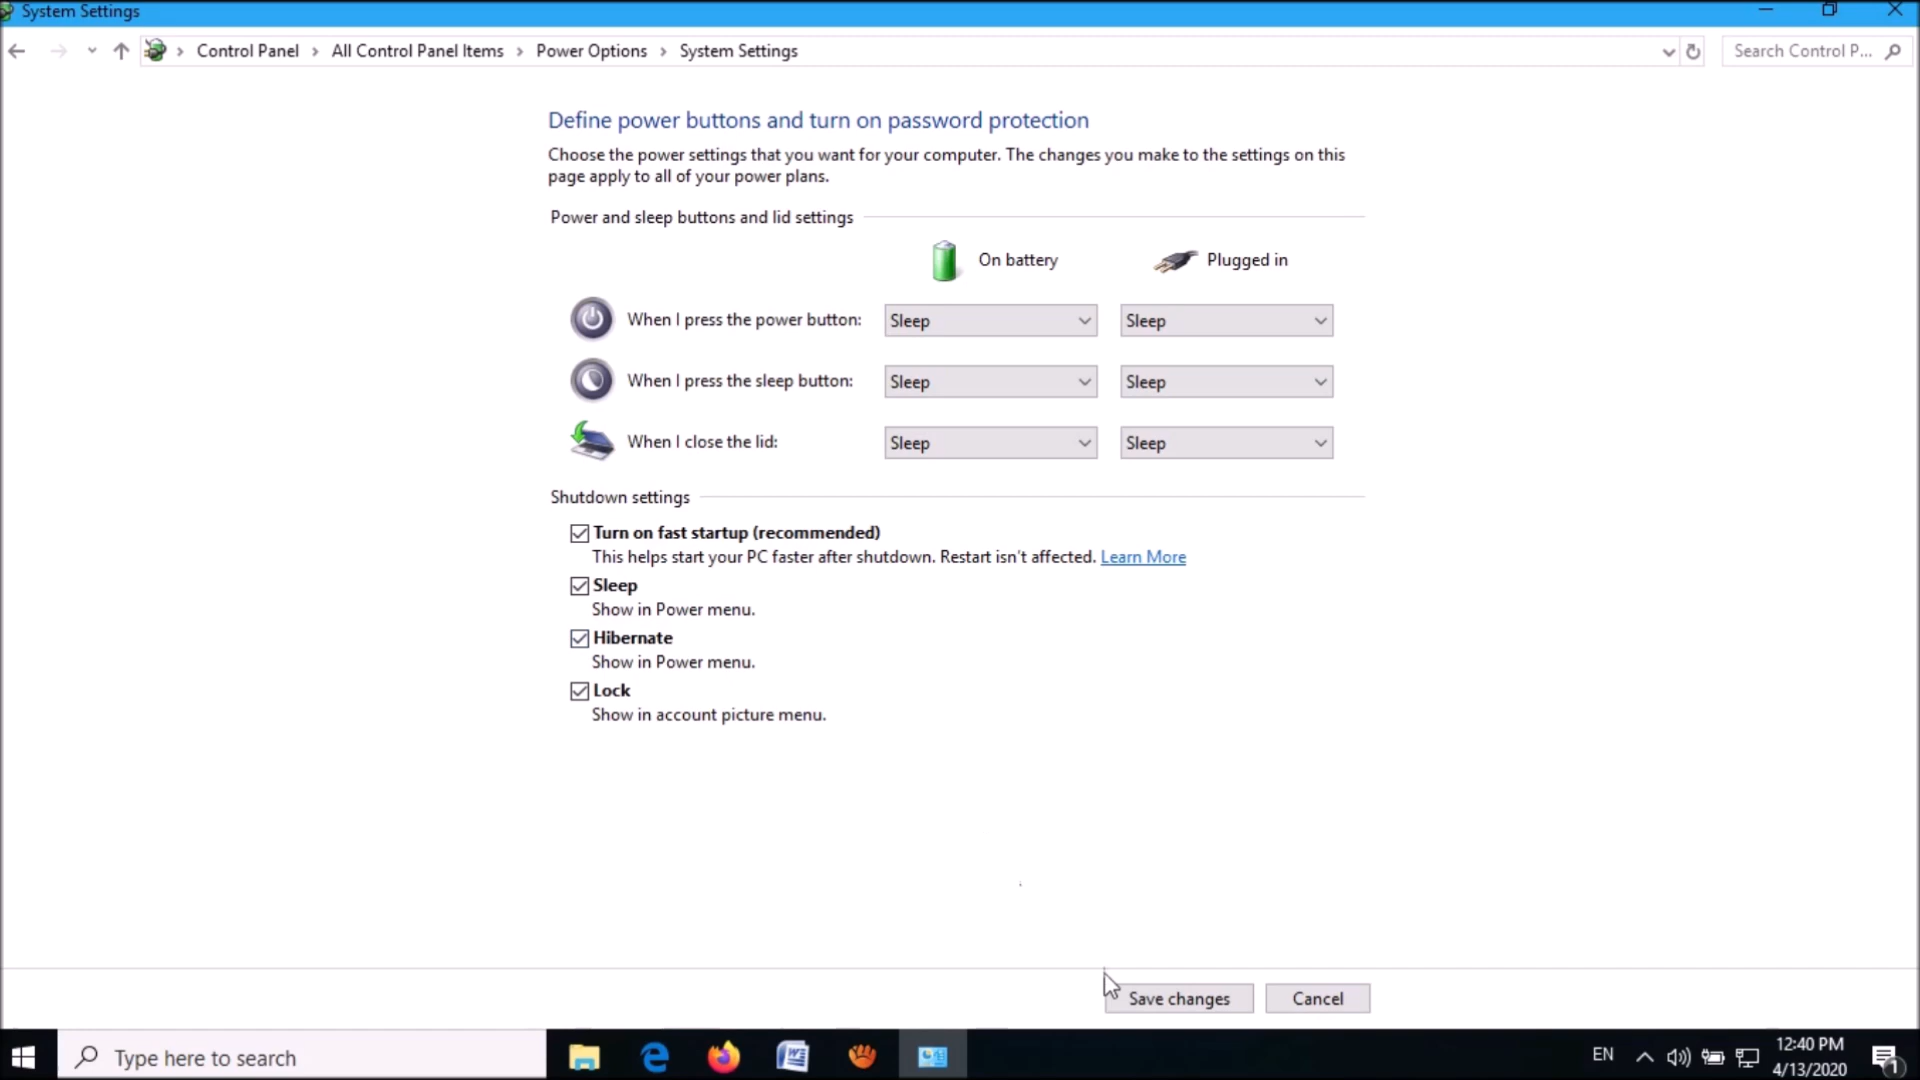 System Settings
Control Panel > All Control Panel Items > Power Options > System Settings
Search Control P...
Define power buttons and turn on password protection
Choose the power settings that you want for your computer. The changes you make to the settings on this
page apply to all of your power plans.
Power and sleep buttons and lid settings
On battery Plugged in
When I press the power button: Sleep Sleep
When I press the sleep button: Sleep Sleep
When I close the lid: Sleep Sleep
Shutdown settings
Turn on fast startup (recommended)
This helps start your PC faster after shutdown. Restart isn't affected. Learn More
Sleep
Show in Power menu.
Hibernate
Show in Power menu.
Lock
Show in account picture menu.
Save changes Cancel
Type here to search
EN
12:40 PM
4/13/2020
1